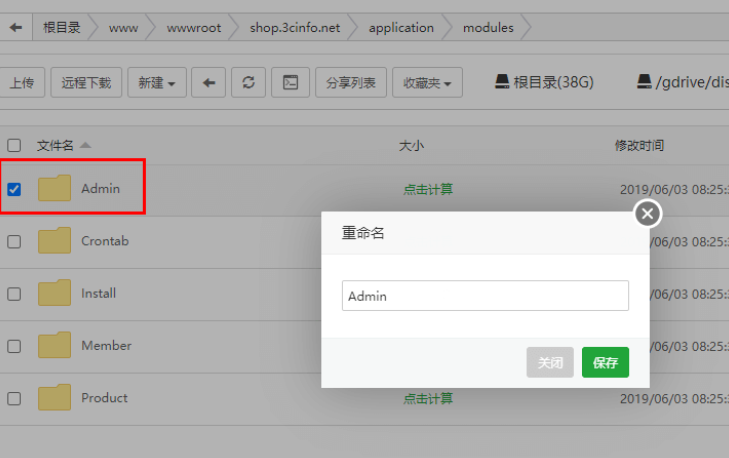 根目录 www wwwroot shop.3cinfo.net application modules
上传 远程下载 新建 分享列表 收藏夹 根目录(38G) /gdrive/dis
文件名 大小 修改时间
Admin 点击计算 2019/06/03 08:25:
重命名
Crontab /06/03 08:25:
Admin
Install /06/03 08:25:
Member /06/03 08:25:
关闭 保存
Product 点击计算 2019/06/03 08:25: